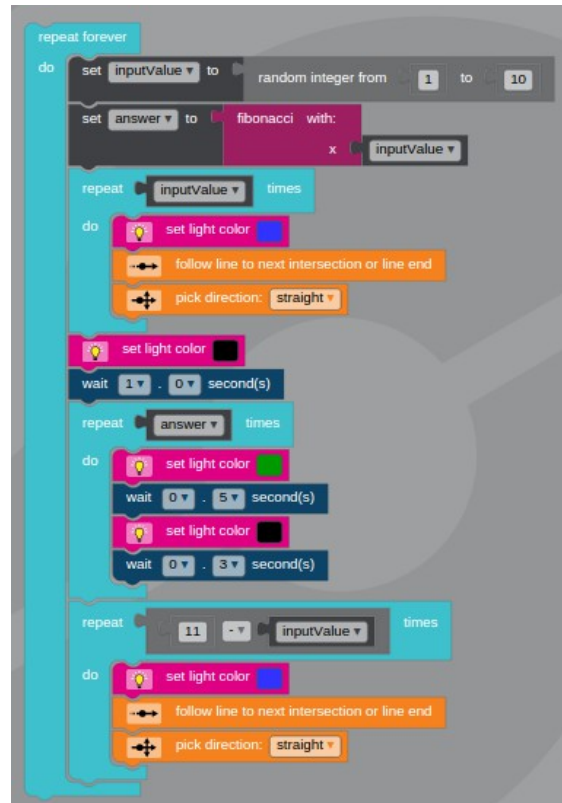 repeat forever
do set inputValue ▾ to random integer from 1 to 10
set answer ▾ to fibonacci with:
x inputValue ▾
repeat inputValue ▾ times
do set light color
follow line to next intersection or line end
pick direction: straight ▾
set light color
wait 1 ▾ . 0 ▾ second(s)
repeat answer ▾ times
do set light color
wait 0 ▾ . 5 ▾ second(s)
set light color
wait 0 ▾ . 3 ▾ second(s)
repeat 11 - ▾ inputValue ▾ times
do set light color
follow line to next intersection or line end
pick direction: straight ▾